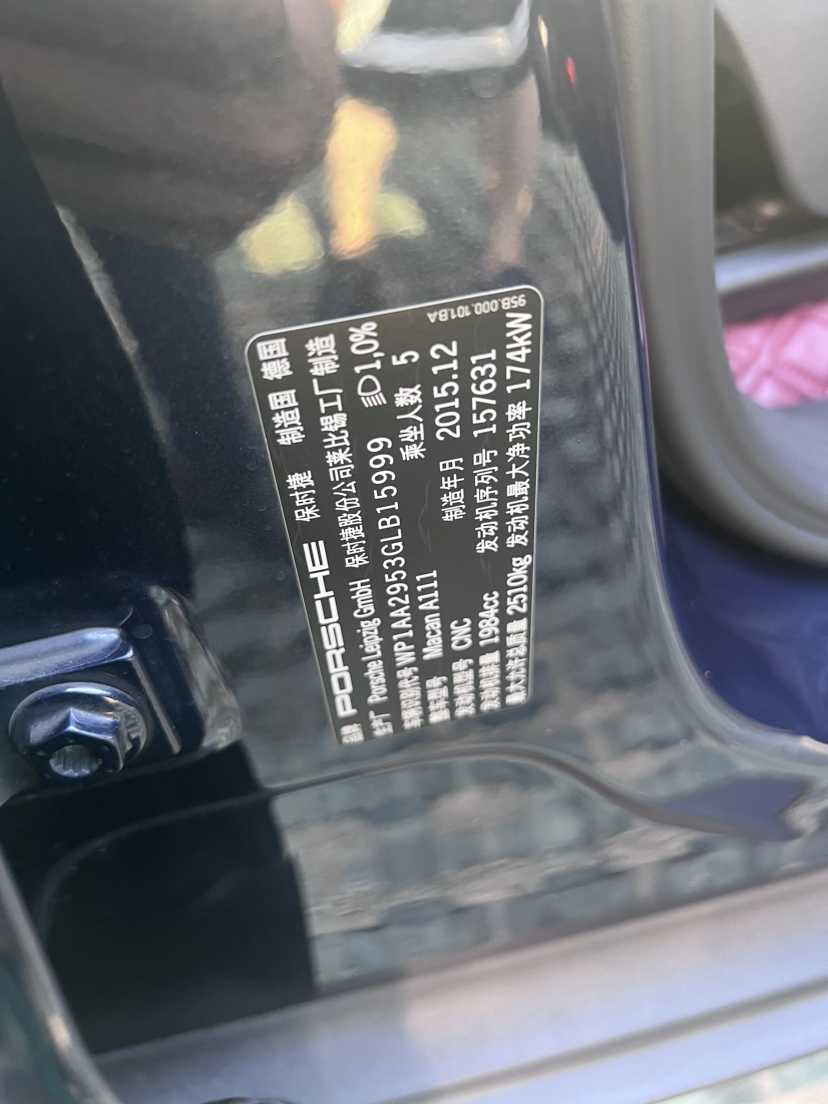 95B.000.101.BA
品牌 PORSCHE 保时捷 制造国 德国
生产厂 Porsche Leipzig GmbH 保时捷股份公司莱比锡工厂制造
车辆识别代号 WP1AA2953GLB15999 1,0%
整车型号 Macan A111 乘坐人数 5
发动机型号 CNC 制造年月 2015.12
发动机排量 1984cc 发动机序列号 157631
最大允许总质量 2510kg 发动机最大净功率 174kW